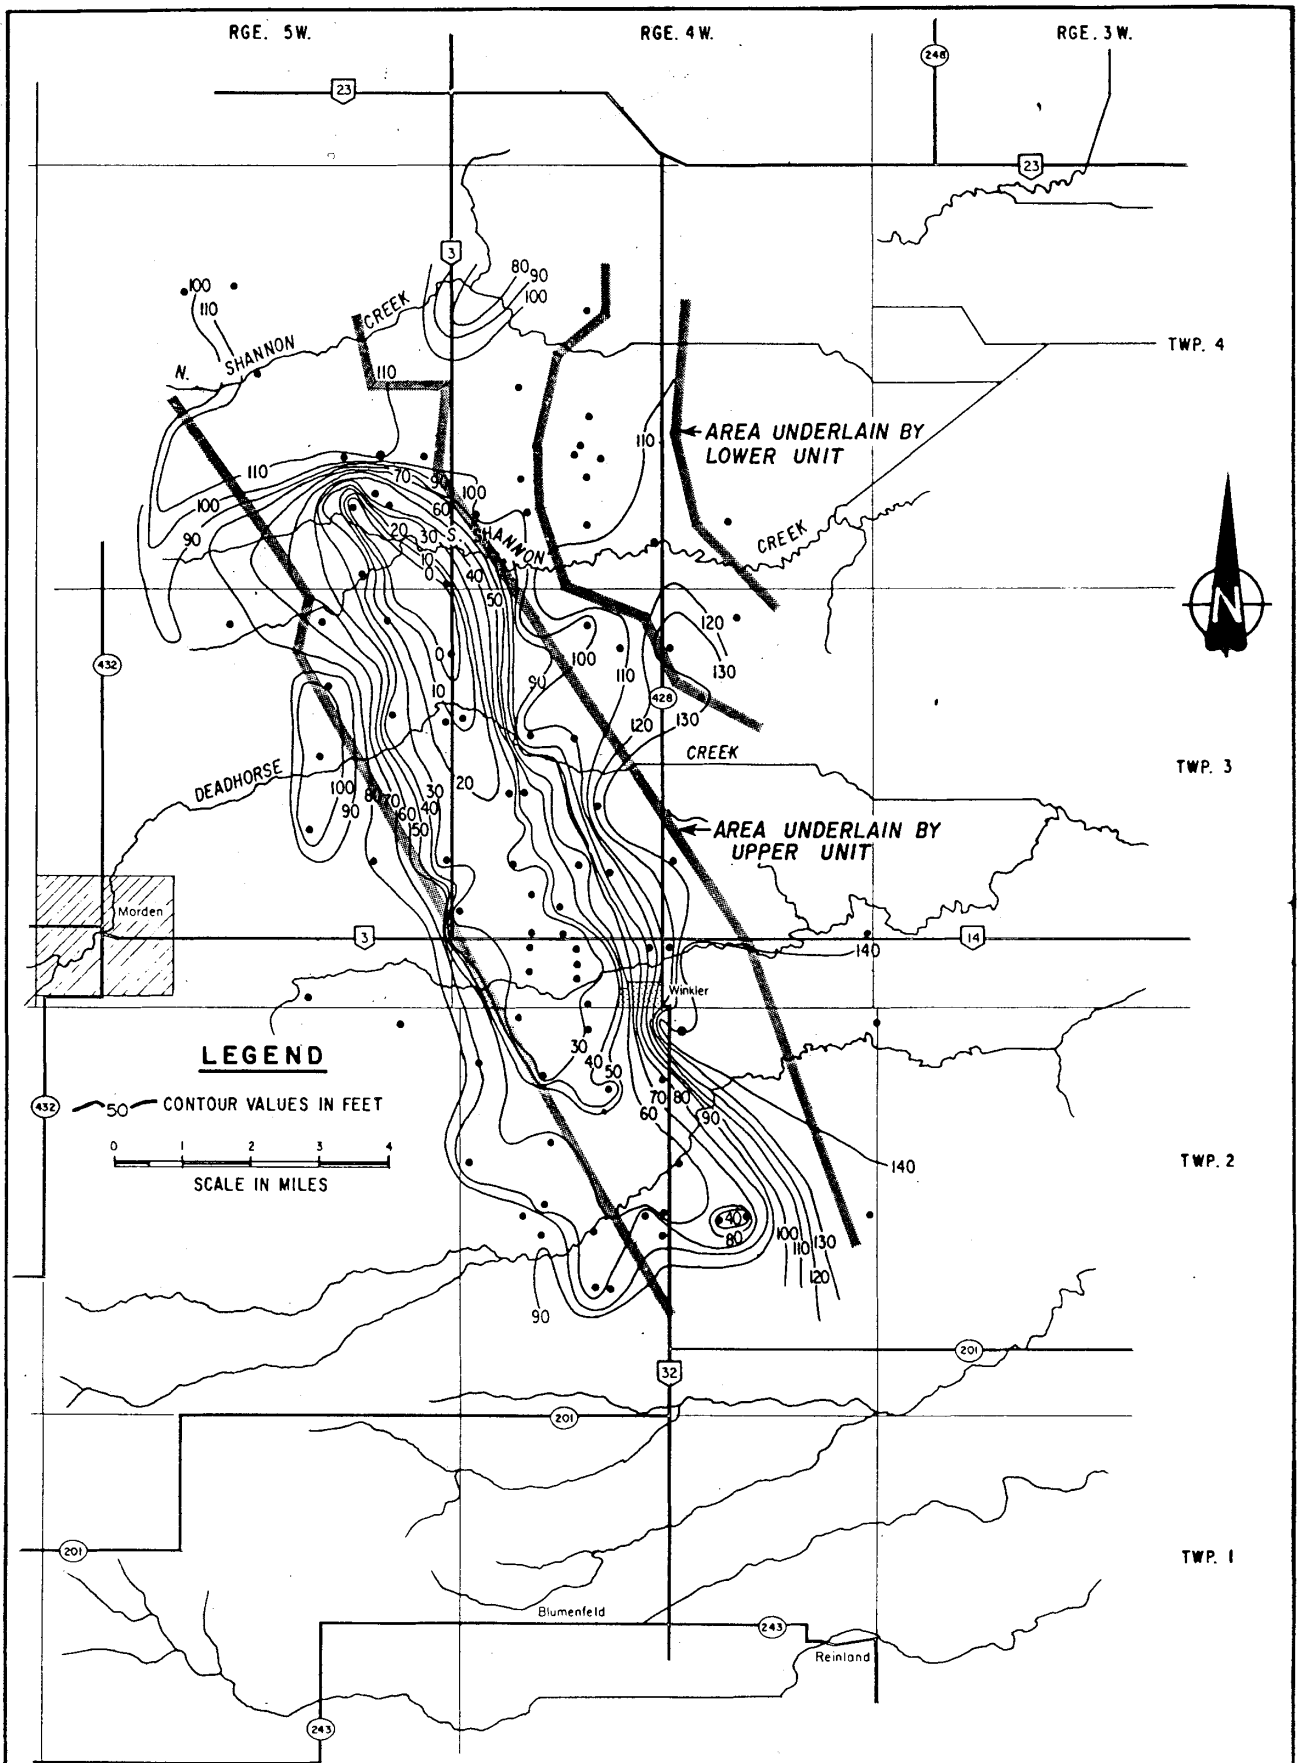 RGE. 5W. RGE. 4W. RGE. 3W.
248
23
23
3
80
90
100
100
110
CREEK
SHANNON
N.
TWP. 4
110
110
AREA UNDERLAIN BY
LOWER UNIT
110
70
90
100
100
60
90
20
30
S. SHANNON
CREEK
10
0
40
50
120
100
0
432
110
130
90
10
428
120
130
CREEK
DEADHORSE
TWP. 3
20
100
80
70
30
90
60
40
50
AREA UNDERLAIN BY
UPPER UNIT
Morden
3
14
140
Winkler
LEGEND
30
40
50
432
50 CONTOUR VALUES IN FEET
70
80
60
90
0 1 2 3 4
SCALE IN MILES
140
TWP. 2
40
80
100
130
110
120
90
201
32
201
201
TWP. 1
Blumenfeld
243
Reinland
243